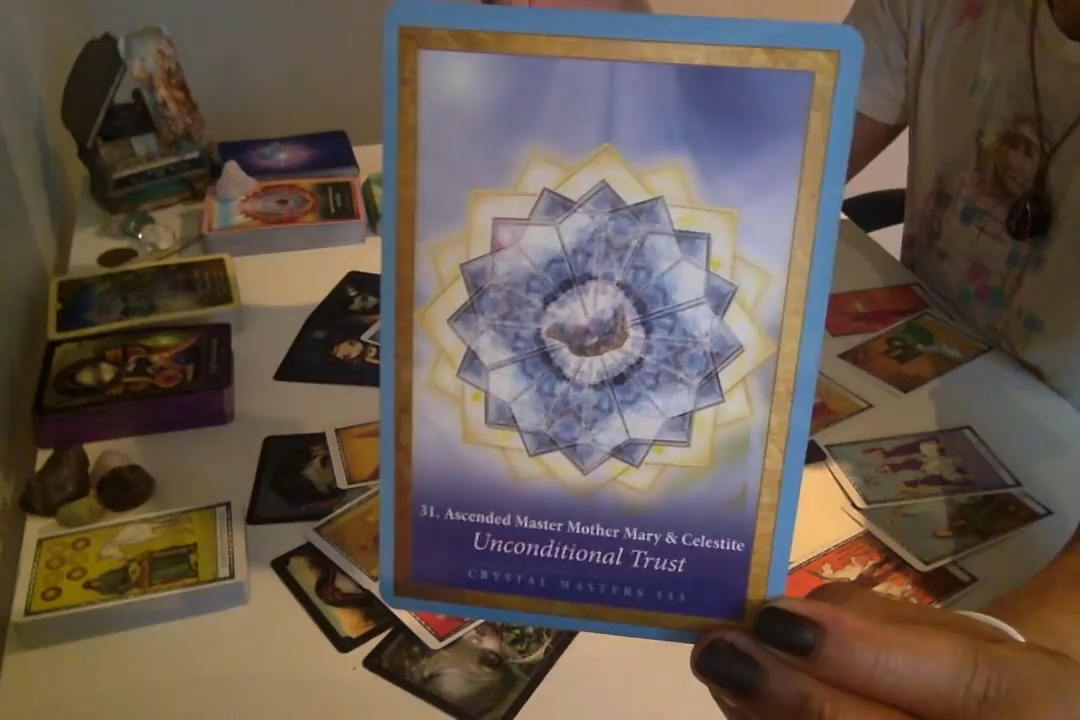 31. Ascended Master Mother Mary & Celestite
Unconditional Trust
CRYSTAL MASTERS 333